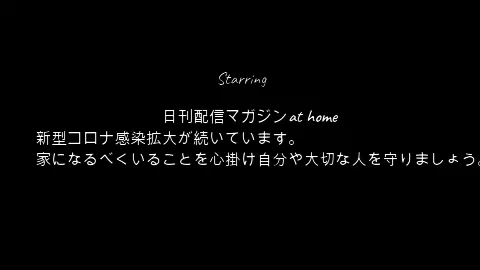 Starring
日刊配信マガジンat home
新型コロナ感染拡大が続いています。
家になるべくいることを心掛け自分や大切な人を守りましょう。